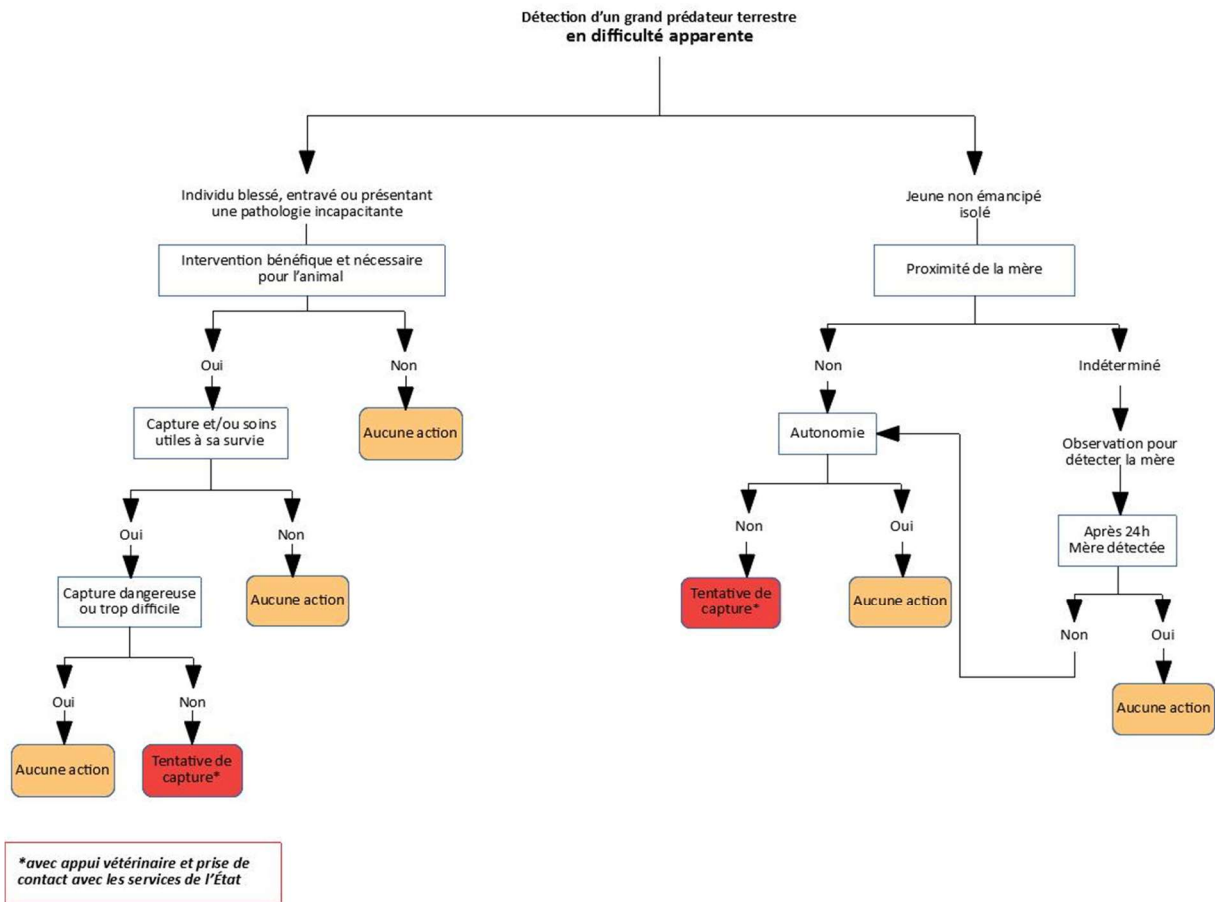 Détection d'un grand prédateur terrestre
en difficulté apparente
Individu blessé, entravé ou présentant
une pathologie incapacitante
Intervention bénéfique et nécessaire
pour l'animal
Oui
Non
Capture et/ou soins
utiles à sa survie
Aucune action
Oui
Non
Capture dangereuse
ou trop difficile
Aucune action
Oui
Non
Aucune action
Tentative de
capture*
Jeune non émancipé
isolé
Proximité de la mère
Non
Indéterminé
Autonomie
Observation pour
détecter la mère
Non
Oui
Après 24h
Mère détectée
Tentative de
capture*
Aucune action
Non
Oui
Aucune action
*avec appui vétérinaire et prise de
contact avec les services de l'État